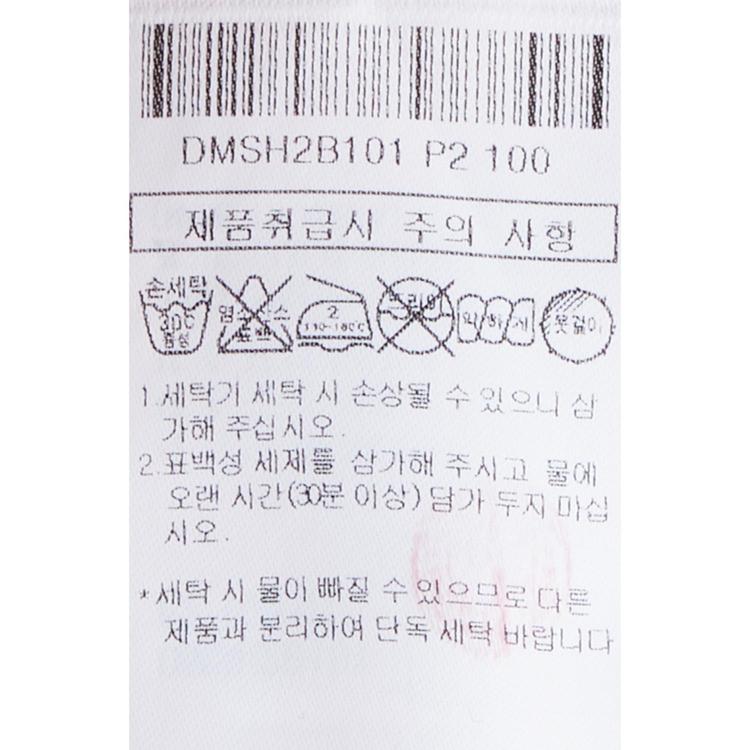 DMSH2B101 P2 100
제품취급시 주의 사항
손세탁
30℃
중성
염소
표백
2
110-180℃
드라이
약하게
옷걸이
1.세탁기 세탁 시 손상될 수 있으니 삼
가해 주십시오.
2.표백성 세제를 삼가해 주시고 물에
오랜 시간(30분 이상) 담가 두지 마십
시오.
*세탁 시 물이 빠질 수 있으므로 다른
제품과 분리하여 단독 세탁 바랍니다